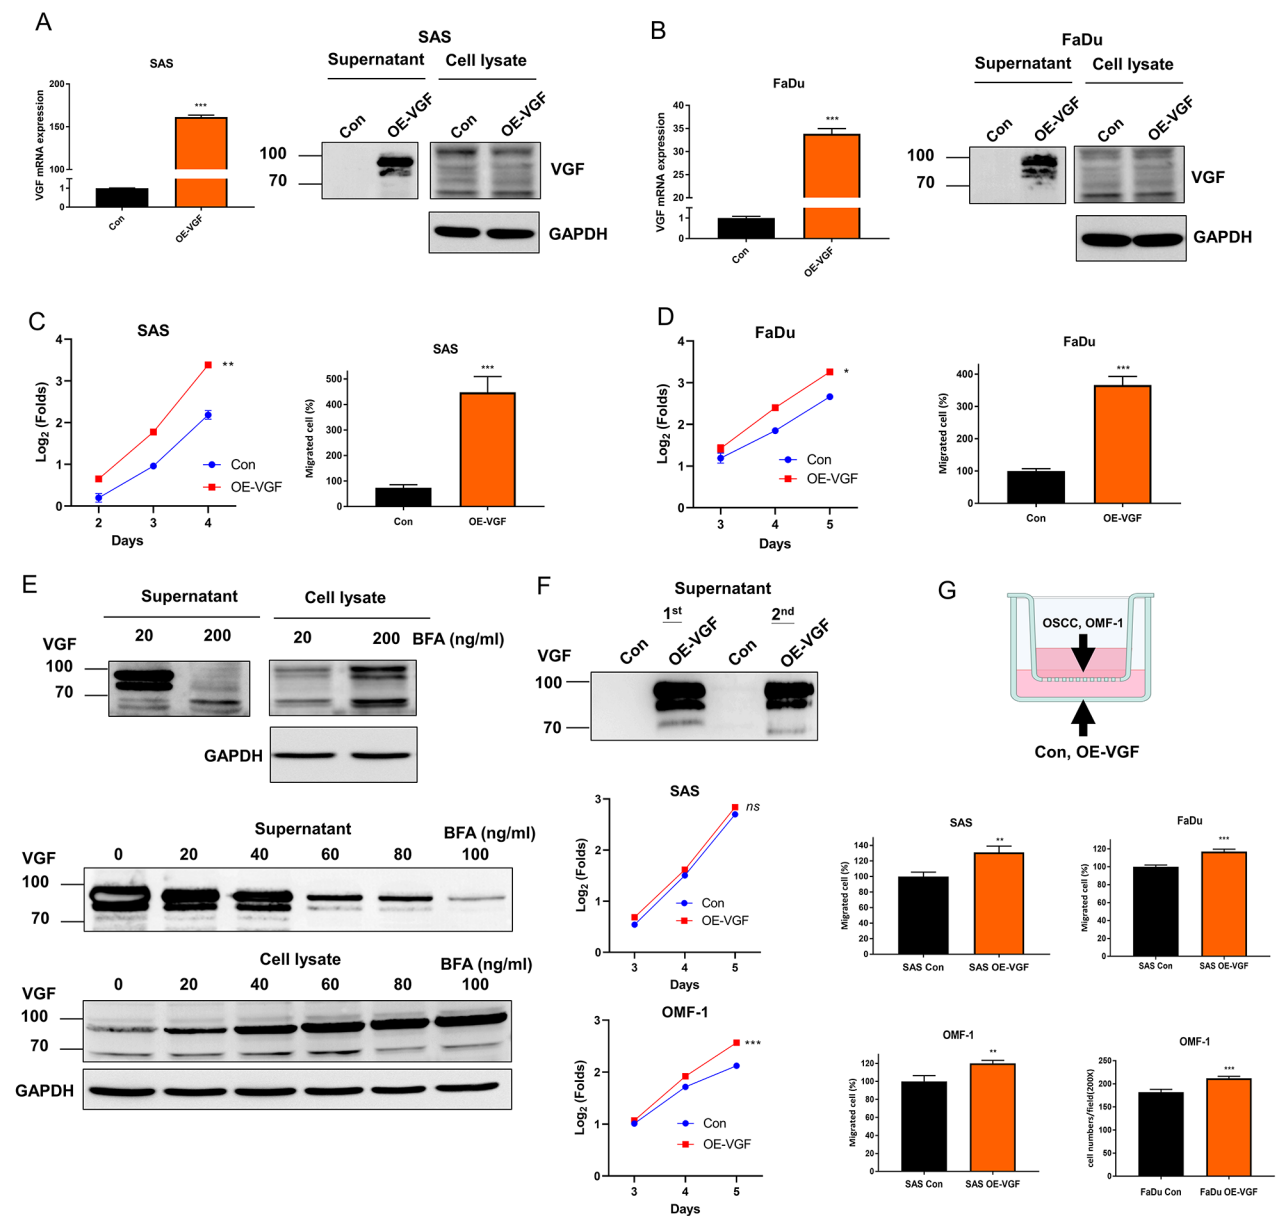 A
SAS
VGF mRNA expression
200
150
100
1
0
Con
OE-VGF
***
SAS
Supernatant Cell lysate
Con OE-VGF Con OE-VGF
100
70
VGF
GAPDH
B
FaDu
VGF mRNA expression
40
35
30
25
20
1
0
Con
OE-VGF
***
FaDu
Supernatant Cell lysate
Con OE-VGF Con OE-VGF
100
70
VGF
GAPDH
C
SAS
Log2 (Folds)
4
3
2
1
0
**
Con
OE-VGF
2 3 4
Days
SAS
Migrated cell (%)
500
400
300
200
100
0
***
Con OE-VGF
D
FaDu
Log2 (Folds)
4
3
2
1
0
*
Con
OE-VGF
3 4 5
Days
FaDu
Migrated cell (%)
400
300
200
100
0
***
Con OE-VGF
E
Supernatant Cell lysate
VGF 20 200 20 200 BFA (ng/ml)
100
70
GAPDH
Supernatant BFA (ng/ml)
VGF 0 20 40 60 80 100
100
70
Cell lysate BFA (ng/ml)
VGF 0 20 40 60 80 100
100
70
GAPDH
F
Supernatant
1st 2nd
VGF Con OE-VGF Con OE-VGF
100
70
SAS
Log2 (Folds)
3
2
1
0
ns
Con
OE-VGF
3 4 5
Days
OMF-1
Log2 (Folds)
3
2
1
0
***
Con
OE-VGF
3 4 5
Days
G
OSCC, OMF-1
Con, OE-VGF
SAS
Migrated cell (%)
140
120
100
80
60
40
20
0
**
SAS Con SAS OE-VGF
FaDu
Migrated cell (%)
120
100
80
60
40
20
0
***
SAS Con SAS OE-VGF
OMF-1
Migrated cell (%)
120
100
80
60
40
20
0
**
SAS Con SAS OE-VGF
OMF-1
cell numbers/field(200X)
250
200
150
100
50
0
***
FaDu Con FaDu OE-VGF